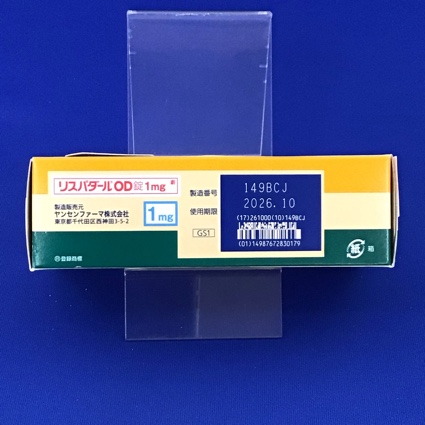 リスパダール OD錠 1mg
製造販売元
ヤンセンファーマ株式会社
東京都千代田区西神田3-5-2
1mg
製造番号 149BCJ
使用期限 2026.10
(17)261000(10)149BCJ
GS1
(01)14987672830179
登録商標
紙
箱